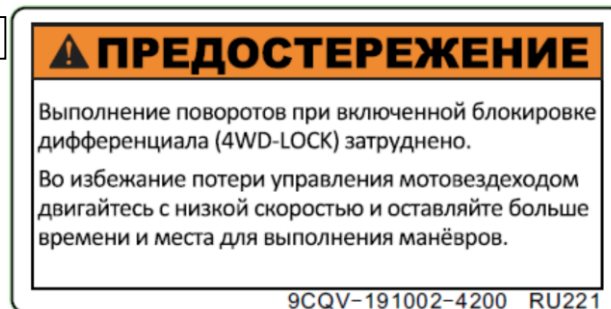 ПРЕДОСТЕРЕЖЕНИЕ
Выполнение поворотов при включенной блокировке
дифференциала (4WD-LOCK) затруднено.
Во избежание потери управления мотовездеходом
двигайтесь с низкой скоростью и оставляйте больше
времени и места для выполнения манёвров.
9CQV-191002-4200 RU221